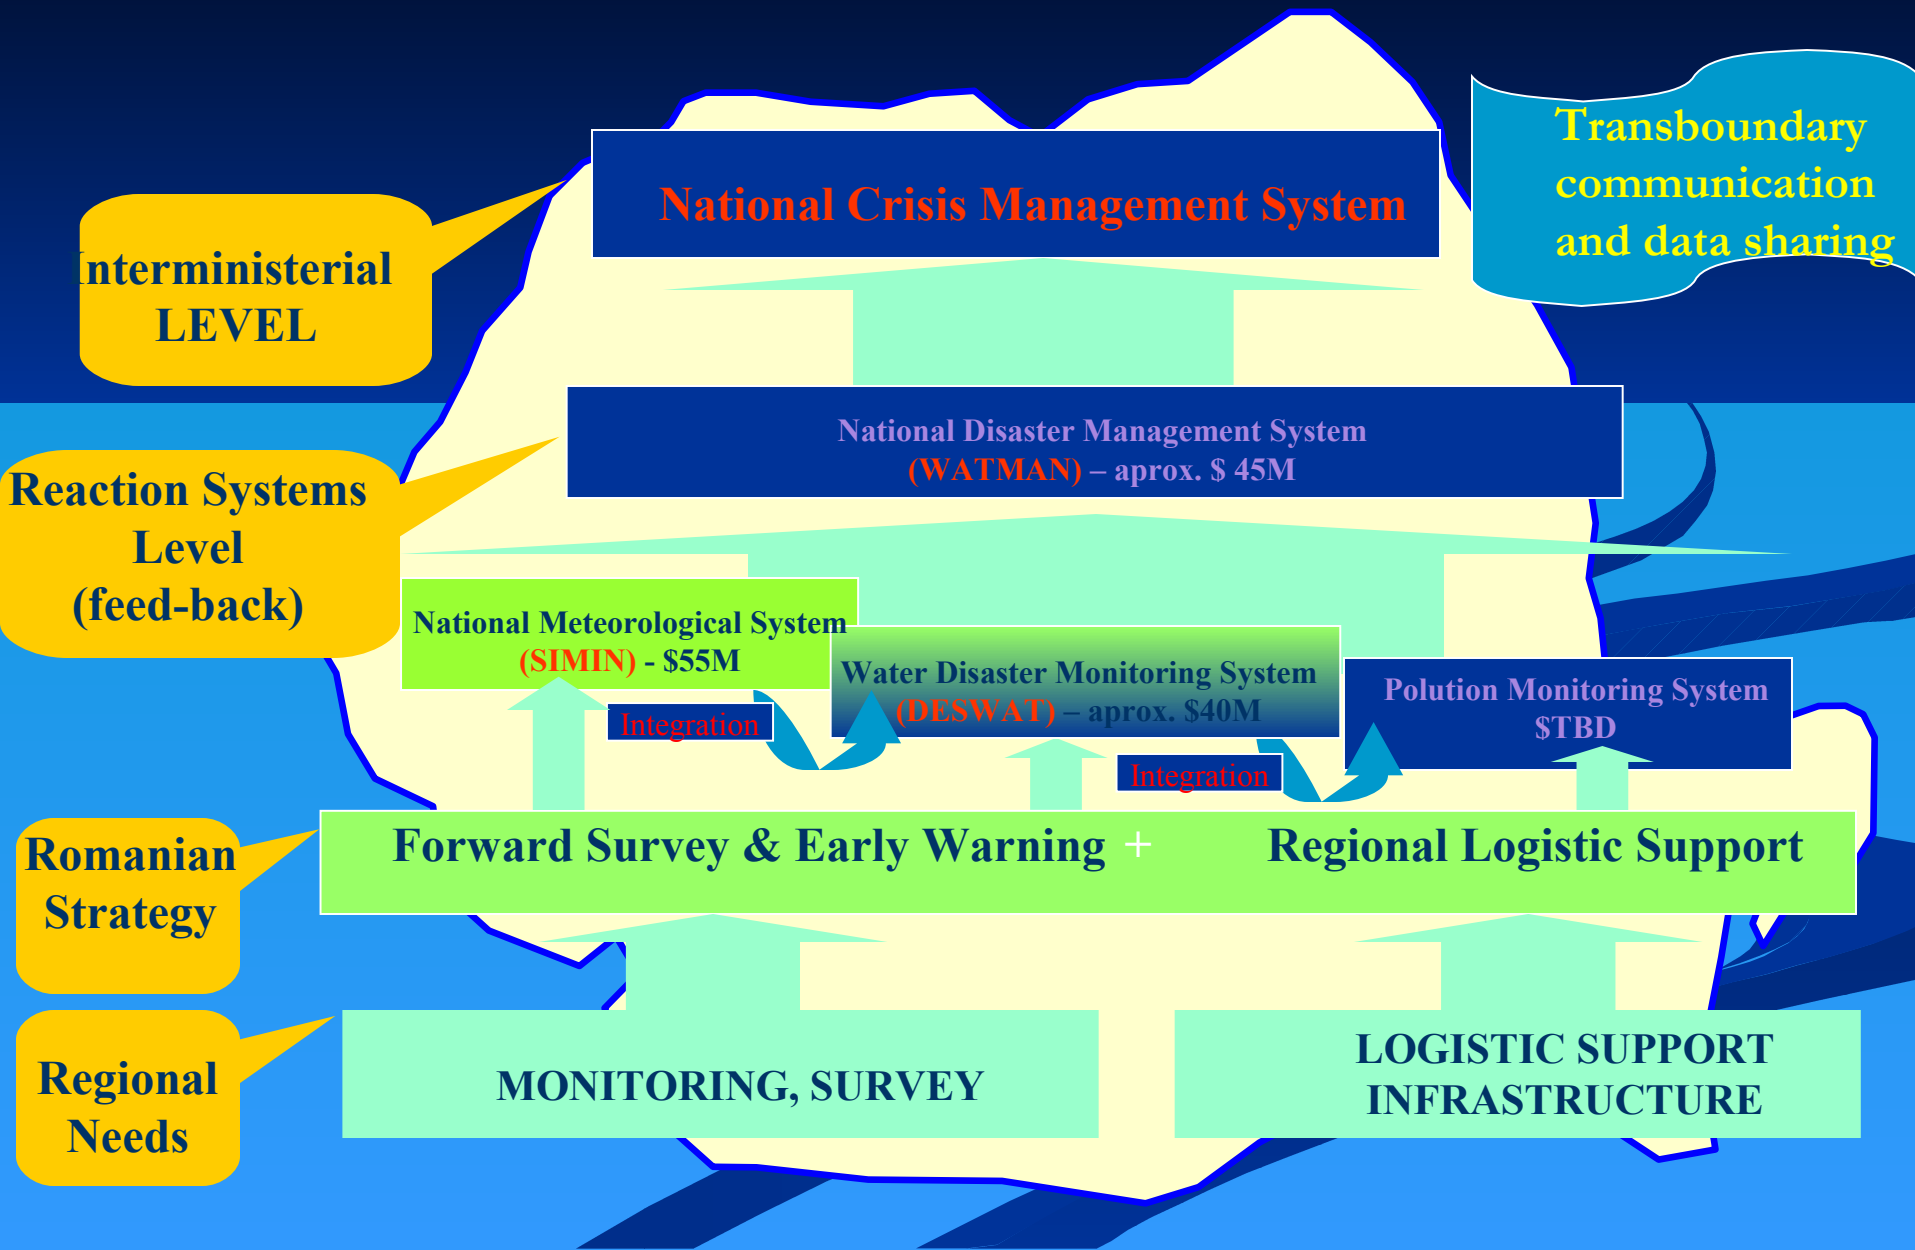 Transboundary
communication
and data sharing
National Crisis Management System
Interministerial
LEVEL
National Disaster Management System
(WATMAN) – aprox. $ 45M
Reaction Systems
Level
(feed-back)
National Meteorological System
(SIMIN) - $55M
Water Disaster Monitoring System
(DESWAT) – aprox. $40M
Polution Monitoring System
$TBD
Integration
Integration
Romanian
Strategy
Forward Survey & Early Warning + Regional Logistic Support
Regional
Needs
MONITORING, SURVEY
LOGISTIC SUPPORT
INFRASTRUCTURE